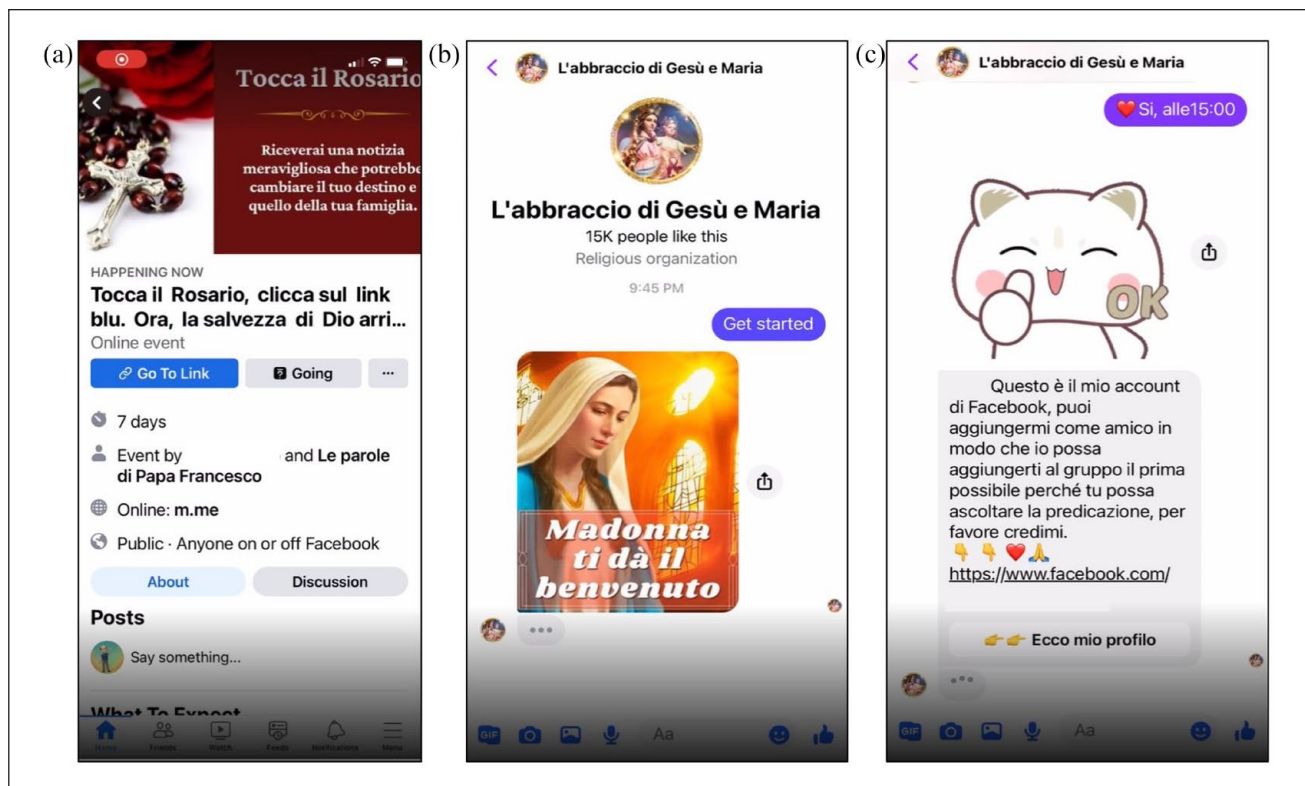 (a)
Tocca il Rosario
Riceverai una notizia
meravigliosa che potrebbe
cambiare il tuo destino e
quello della tua famiglia.
HAPPENING NOW
Tocca il Rosario, clicca sul link
blu. Ora, la salvezza di Dio arri...
Online event
Go To Link
Going
7 days
Event by and Le parole
di Papa Francesco
Online: m.me
Public · Anyone on or off Facebook
About
Discussion
Posts
Say something...
What To Expect
Home
Friends
Watch
Feeds
Notifications
Menu
(b)
L'abbraccio di Gesù e Maria
L'abbraccio di Gesù e Maria
15K people like this
Religious organization
9:45 PM
Get started
Madonna
ti dà il
benvenuto
GIF
Aa
(c)
L'abbraccio di Gesù e Maria
❤️ Si, alle15:00
OK
Questo è il mio account
di Facebook, puoi
aggiungermi come amico in
modo che io possa
aggiungerti al gruppo il prima
possibile perché tu possa
ascoltare la predicazione, per
favore credimi.
👇 👇 ❤️ 🙏
https://www.facebook.com/
👉 👉 Ecco mio profilo
GIF
Aa